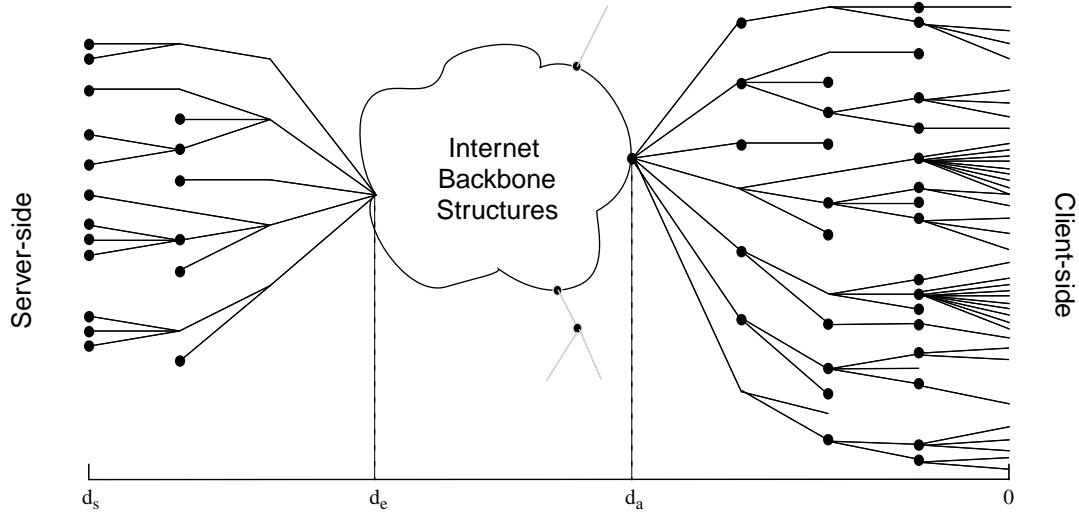 Server-side
Internet
Backbone
Structures
Client-side
ds
de
da
0